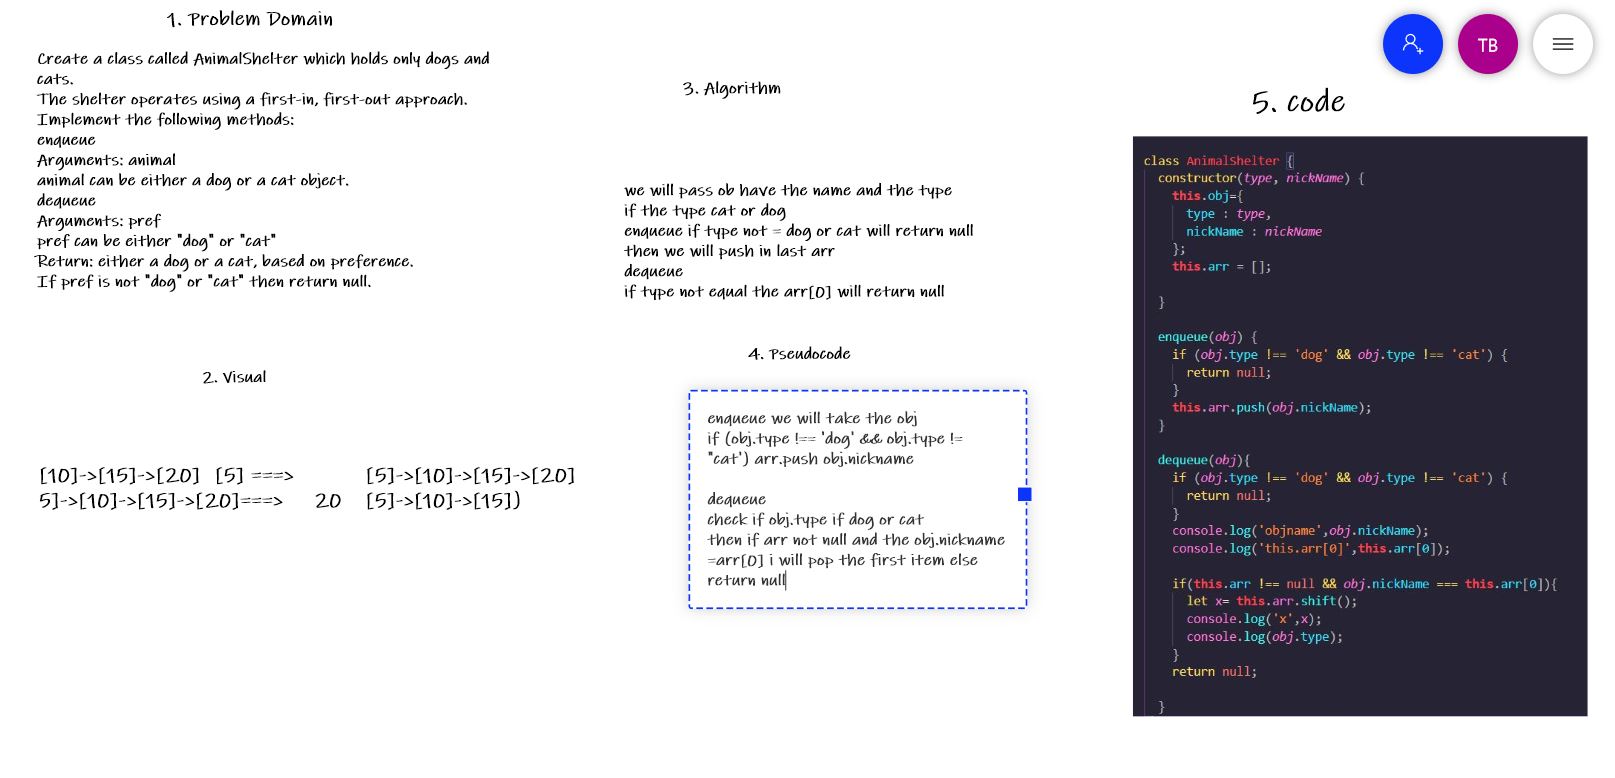 1. Problem Domain
Create a class called AnimalShelter which holds only dogs and
cats.
The shelter operates using a first-in, first-out approach.
Implement the following methods:
enqueue
Arguments: animal
animal can be either a dog or a cat object.
dequeue
Arguments: pref
pref can be either "dog" or "cat"
Return: either a dog or a cat, based on preference.
If pref is not "dog" or "cat" then return null.
2. Visual
[10]->[15]->[20] [5] ===> [5]->[10]->[15]->[20]
5]->[10]->[15]->[20]===> 20 [5]->[10]->[15])
3. Algorithm
we will pass ob have the name and the type
if the type cat or dog
enqueue if type not = dog or cat will return null
then we will push in last arr
dequeue
if type not equal the arr[0] will return null
4. Pseudocode
enqueue we will take the obj
if (obj.type !== 'dog' && obj.type !=
"cat') arr.push obj.nickname
dequeue
check if obj.type if dog or cat
then if arr not null and the obj.nickname
=arr[0] i will pop the first item else
return null
TB
5. code
class AnimalShelter {
constructor(type, nickName) {
this.obj={
type : type,
nickName : nickName
};
this.arr = [];
}
enqueue(obj) {
if (obj.type !== 'dog' && obj.type !== 'cat') {
return null;
}
this.arr.push(obj.nickName);
}
dequeue(obj){
if (obj.type !== 'dog' && obj.type !== 'cat') {
return null;
}
console.log('objname',obj.nickName);
console.log('this.arr[0]',this.arr[0]);
if(this.arr !== null && obj.nickName === this.arr[0]){
let x= this.arr.shift();
console.log('x',x);
console.log(obj.type);
}
return null;
}